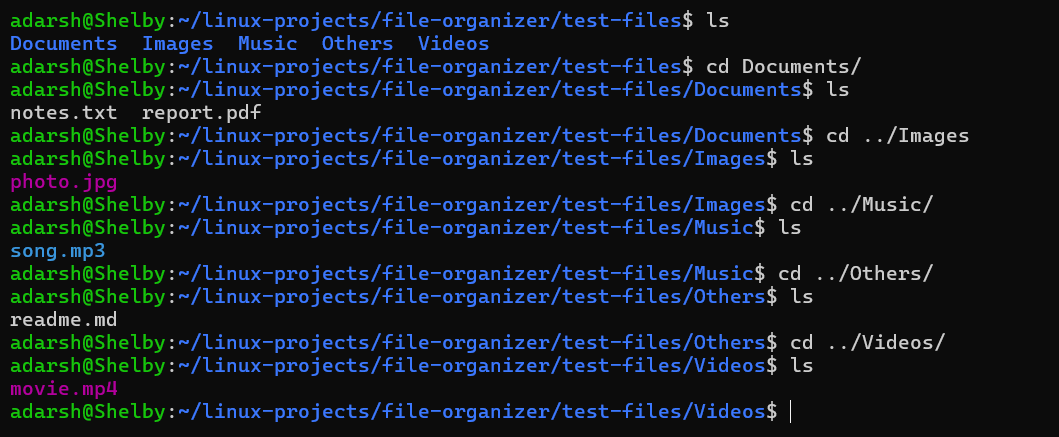 adarsh@Shelby:~/linux-projects/file-organizer/test-files$ ls
Documents  Images  Music  Others  Videos
adarsh@Shelby:~/linux-projects/file-organizer/test-files$ cd Documents/
adarsh@Shelby:~/linux-projects/file-organizer/test-files/Documents$ ls
notes.txt  report.pdf
adarsh@Shelby:~/linux-projects/file-organizer/test-files/Documents$ cd ../Images
adarsh@Shelby:~/linux-projects/file-organizer/test-files/Images$ ls
photo.jpg
adarsh@Shelby:~/linux-projects/file-organizer/test-files/Images$ cd ../Music/
adarsh@Shelby:~/linux-projects/file-organizer/test-files/Music$ ls
song.mp3
adarsh@Shelby:~/linux-projects/file-organizer/test-files/Music$ cd ../Others/
adarsh@Shelby:~/linux-projects/file-organizer/test-files/Others$ ls
readme.md
adarsh@Shelby:~/linux-projects/file-organizer/test-files/Others$ cd ../Videos/
adarsh@Shelby:~/linux-projects/file-organizer/test-files/Videos$ ls
movie.mp4
adarsh@Shelby:~/linux-projects/file-organizer/test-files/Videos$